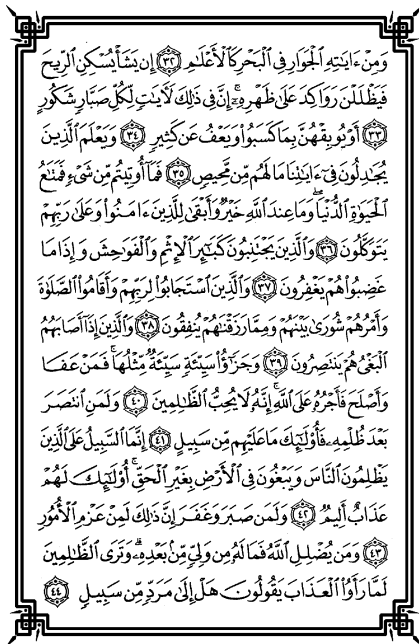 وَمِنْ ءَايَـٰتِهِ ٱلْجَوَارِ فِى ٱلْبَحْرِ كَٱلْأَعْلَـٰمِ ٣٢ إِن يَشَأْ يُسْكِنِ ٱلرِّيحَ
فَيَظْلَلْنَ رَوَاكِدَ عَلَىٰ ظَهْرِهِۦٓ ۚ إِنَّ فِى ذَٰلِكَ لَـَٔايَـٰتٍ لِّكُلِّ صَبَّارٍ شَكُورٍ
٣٣ أَوْ يُوبِقْهُنَّ بِمَا كَسَبُوا۟ وَيَعْفُ عَن كَثِيرٍ ٣٤ وَيَعْلَمَ ٱلَّذِينَ
يُجَـٰدِلُونَ فِىٓ ءَايَـٰتِنَا مَا لَهُم مِّن مَّحِيصٍ ٣٥ فَمَآ أُوتِيتُم مِّن شَىْءٍ فَمَتَـٰعُ
ٱلْحَيَوٰةِ ٱلدُّنْيَا ۖ وَمَا عِندَ ٱللَّهِ خَيْرٌ وَأَبْقَىٰ لِلَّذِينَ ءَامَنُوا۟ وَعَلَىٰ رَبِّهِمْ
يَتَوَكَّلُونَ ٣٦ وَٱلَّذِينَ يَجْتَنِبُونَ كَبَـٰٓئِرَ ٱلْإِثْمِ وَٱلْفَوَٰحِشَ وَإِذَا مَا
غَضِبُوا۟ هُمْ يَغْفِرُونَ ٣٧ وَٱلَّذِينَ ٱسْتَجَابُوا۟ لِرَبِّهِمْ وَأَقَامُوا۟ ٱلصَّلَوٰةَ
وَأَمْرُهُمْ شُورَىٰ بَيْنَهُمْ وَمِمَّا رَزَقْنَـٰهُمْ يُنفِقُونَ ٣٨ وَٱلَّذِينَ إِذَآ أَصَابَهُمُ
ٱلْبَغْىُ هُمْ يَنتَصِرُونَ ٣٩ وَجَزَٰٓؤُا۟ سَيِّئَةٍ سَيِّئَةٌ مِّثْلُهَا ۖ فَمَنْ عَفَا
وَأَصْلَحَ فَأَجْرُهُۥ عَلَى ٱللَّهِ ۚ إِنَّهُۥ لَا يُحِبُّ ٱلظَّـٰلِمِينَ ٤٠ وَلَمَنِ ٱنتَصَرَ
بَعْدَ ظُلْمِهِۦ فَأُو۟لَـٰٓئِكَ مَا عَلَيْهِم مِّن سَبِيلٍ ٤١ إِنَّمَا ٱلسَّبِيلُ عَلَى ٱلَّذِينَ
يَظْلِمُونَ ٱلنَّاسَ وَيَبْغُونَ فِى ٱلْأَرْضِ بِغَيْرِ ٱلْحَقِّ ۚ أُو۟لَـٰٓئِكَ لَهُمْ
عَذَابٌ أَلِيمٌ ٤٢ وَلَمَن صَبَرَ وَغَفَرَ إِنَّ ذَٰلِكَ لَمِنْ عَزْمِ ٱلْأُمُورِ
٤٣ وَمَن يُضْلِلِ ٱللَّهُ فَمَا لَهُۥ مِن وَلِىٍّ مِّنۢ بَعْدِهِۦ ۗ وَتَرَى ٱلظَّـٰلِمِينَ
لَمَّا رَأَوُا۟ ٱلْعَذَابَ يَقُولُونَ هَلْ إِلَىٰ مَرَدٍّ مِّن سَبِيلٍ ٤٤